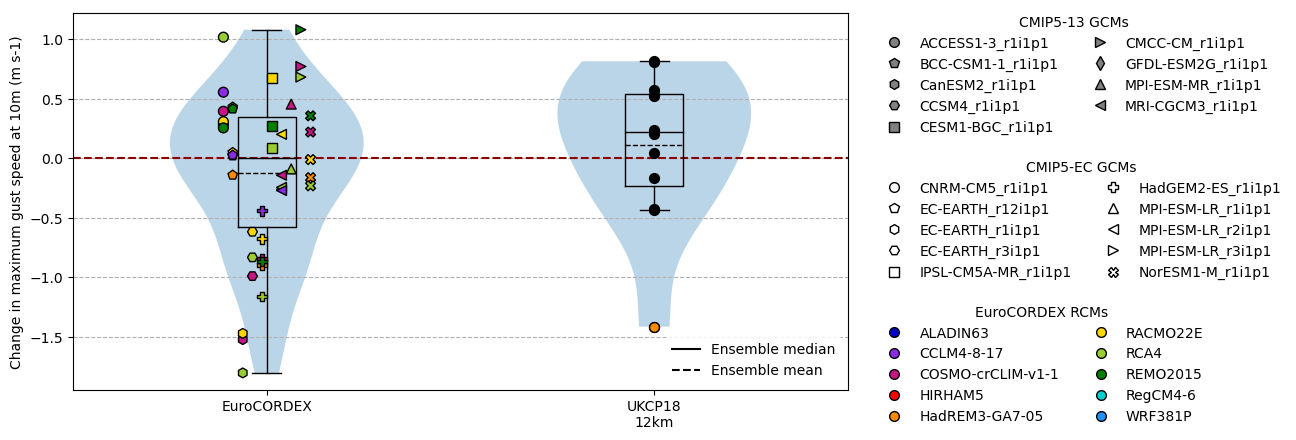 Change in maximum gust speed at 10m (m s-1)
1.0
0.5
0.0
−0.5
−1.0
−1.5
EuroCORDEX
UKCP18
12km
Ensemble median
Ensemble mean
CMIP5-13 GCMs
ACCESS1-3_r1i1p1
BCC-CSM1-1_r1i1p1
CanESM2_r1i1p1
CCSM4_r1i1p1
CESM1-BGC_r1i1p1
CMCC-CM_r1i1p1
GFDL-ESM2G_r1i1p1
MPI-ESM-MR_r1i1p1
MRI-CGCM3_r1i1p1
CMIP5-EC GCMs
CNRM-CM5_r1i1p1
EC-EARTH_r12i1p1
EC-EARTH_r1i1p1
EC-EARTH_r3i1p1
IPSL-CM5A-MR_r1i1p1
HadGEM2-ES_r1i1p1
MPI-ESM-LR_r1i1p1
MPI-ESM-LR_r2i1p1
MPI-ESM-LR_r3i1p1
NorESM1-M_r1i1p1
EuroCORDEX RCMs
ALADIN63
CCLM4-8-17
COSMO-crCLIM-v1-1
HIRHAM5
HadREM3-GA7-05
RACMO22E
RCA4
REMO2015
RegCM4-6
WRF381P